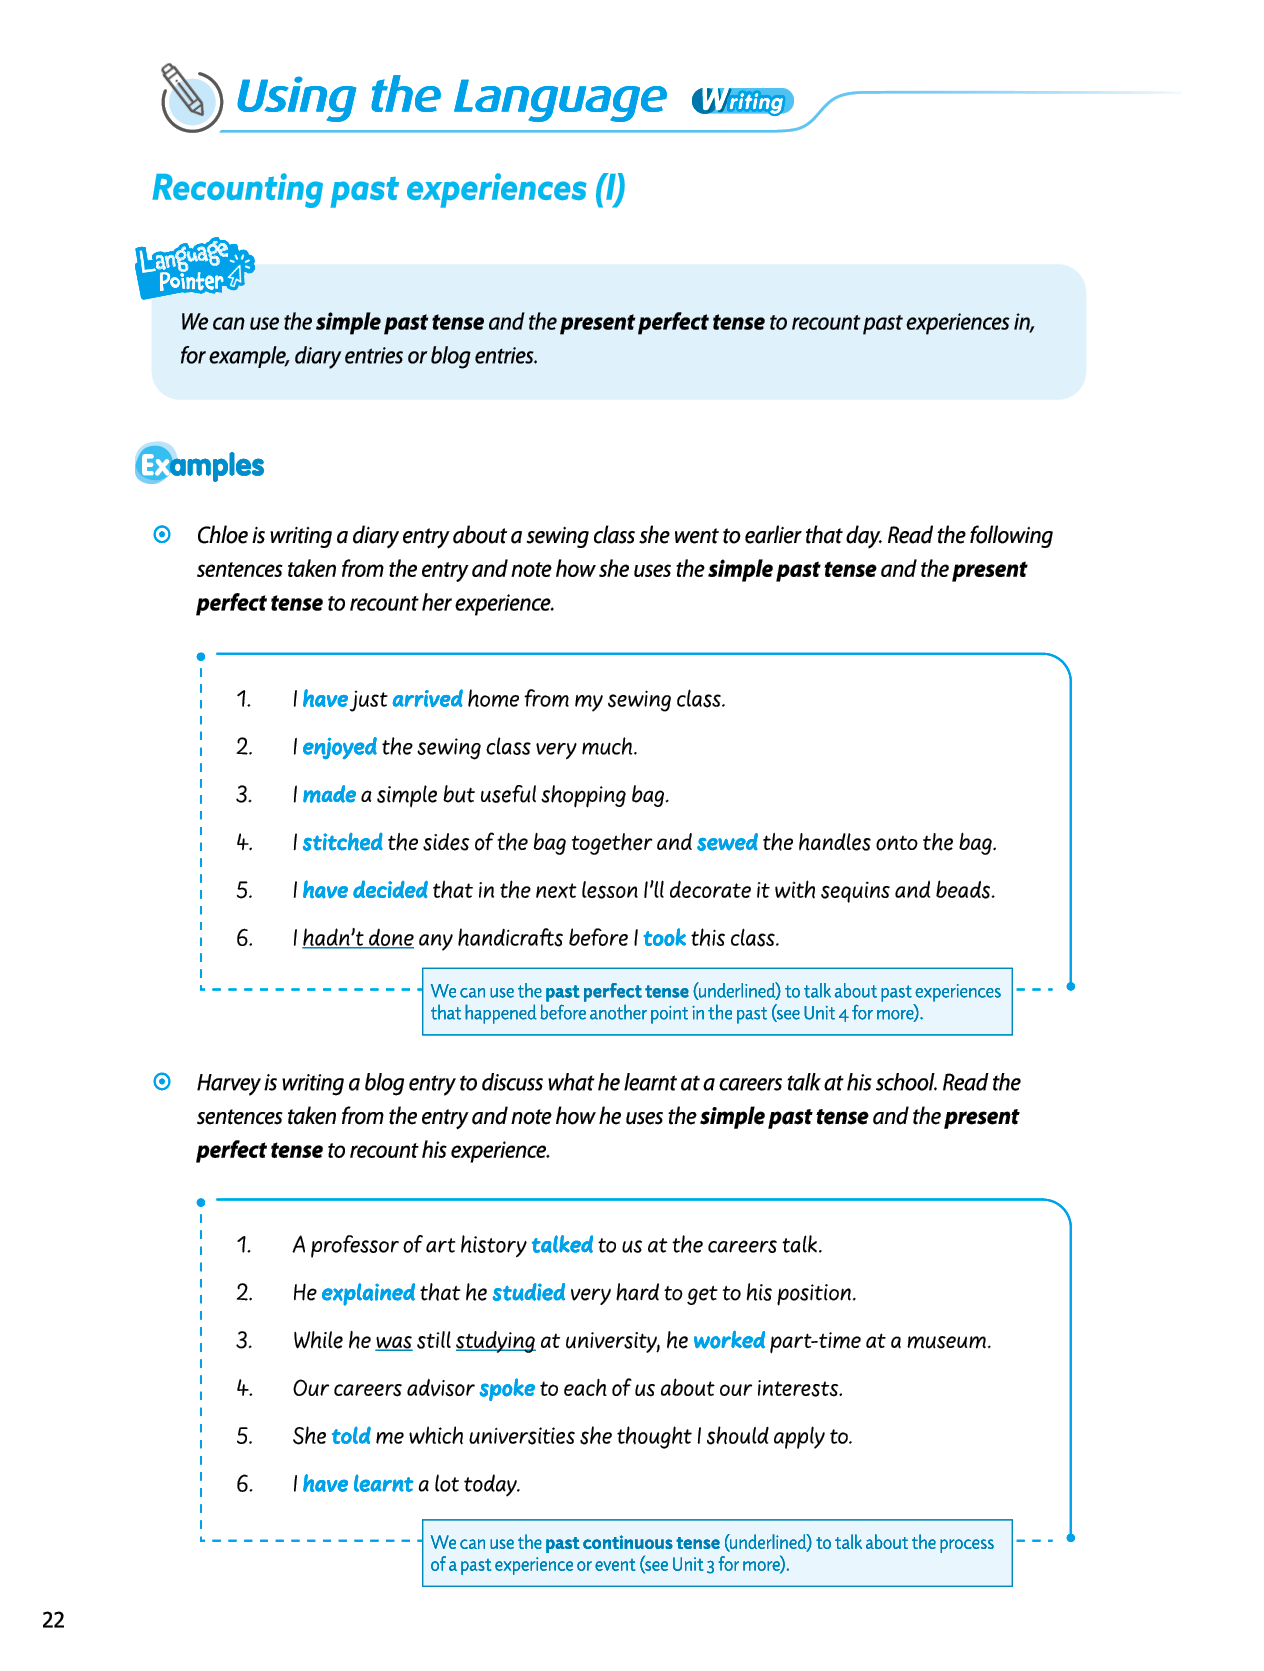 Using the Language Writing
Recounting past experiences (I)
Language
Pointer
We can use the simple past tense and the present perfect tense to recount past experiences in,
for example, diary entries or blog entries.
Examples
Chloe is writing a diary entry about a sewing class she went to earlier that day. Read the following
sentences taken from the entry and note how she uses the simple past tense and the present
perfect tense to recount her experience.
1. I have just arrived home from my sewing class.
2. I enjoyed the sewing class very much.
3. I made a simple but useful shopping bag.
4. I stitched the sides of the bag together and sewed the handles onto the bag.
5. I have decided that in the next lesson I'll decorate it with sequins and beads.
6. I hadn't done any handicrafts before I took this class.
We can use the past perfect tense (underlined) to talk about past experiences
that happened before another point in the past (see Unit 4 for more).
Harvey is writing a blog entry to discuss what he learnt at a careers talk at his school. Read the
sentences taken from the entry and note how he uses the simple past tense and the present
perfect tense to recount his experience.
1. A professor of art history talked to us at the careers talk.
2. He explained that he studied very hard to get to his position.
3. While he was still studying at university, he worked part-time at a museum.
4. Our careers advisor spoke to each of us about our interests.
5. She told me which universities she thought I should apply to.
6. I have learnt a lot today.
We can use the past continuous tense (underlined) to talk about the process
of a past experience or event (see Unit 3 for more).
22